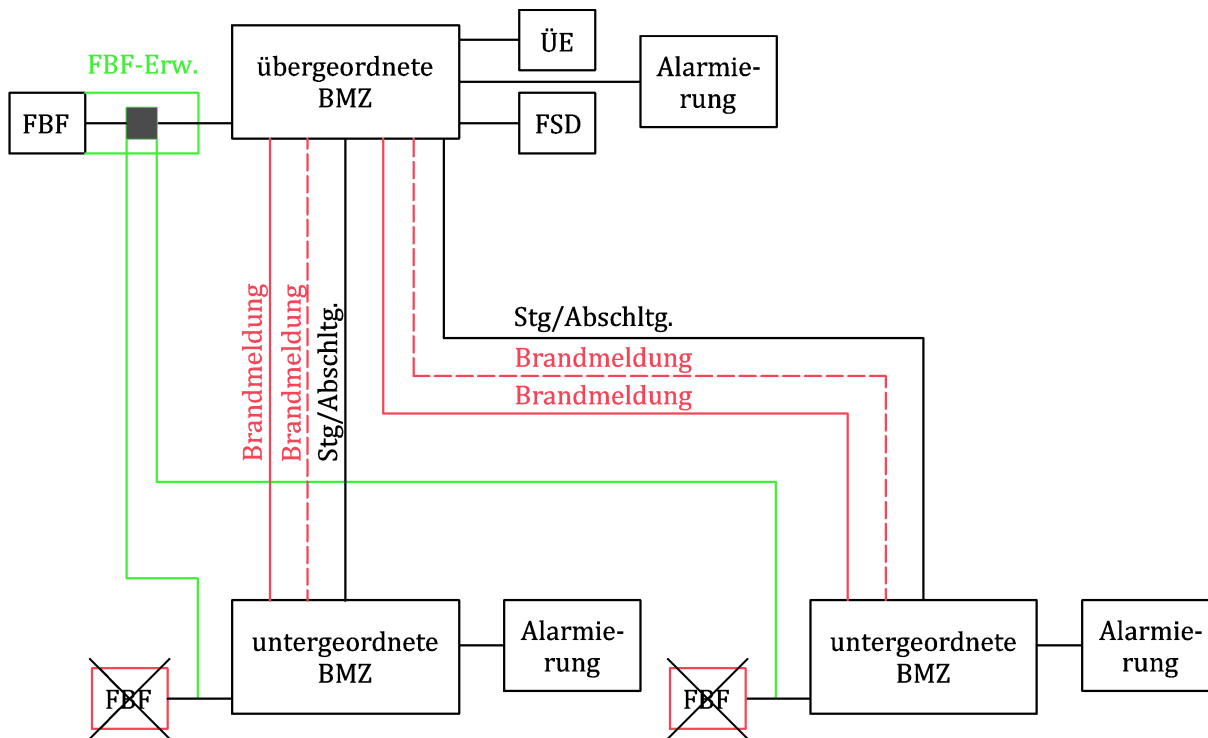 ÜE
FBF-Erw.
übergeordnete
BMZ
Alarmie-
rung
FBF
FSD
Brandmeldung
Brandmeldung
Stg/Abschltg.
Stg/Abschltg.
Brandmeldung
Brandmeldung
untergeordnete
BMZ
Alarmie-
rung
untergeordnete
BMZ
Alarmie-
rung
FBF
FBF